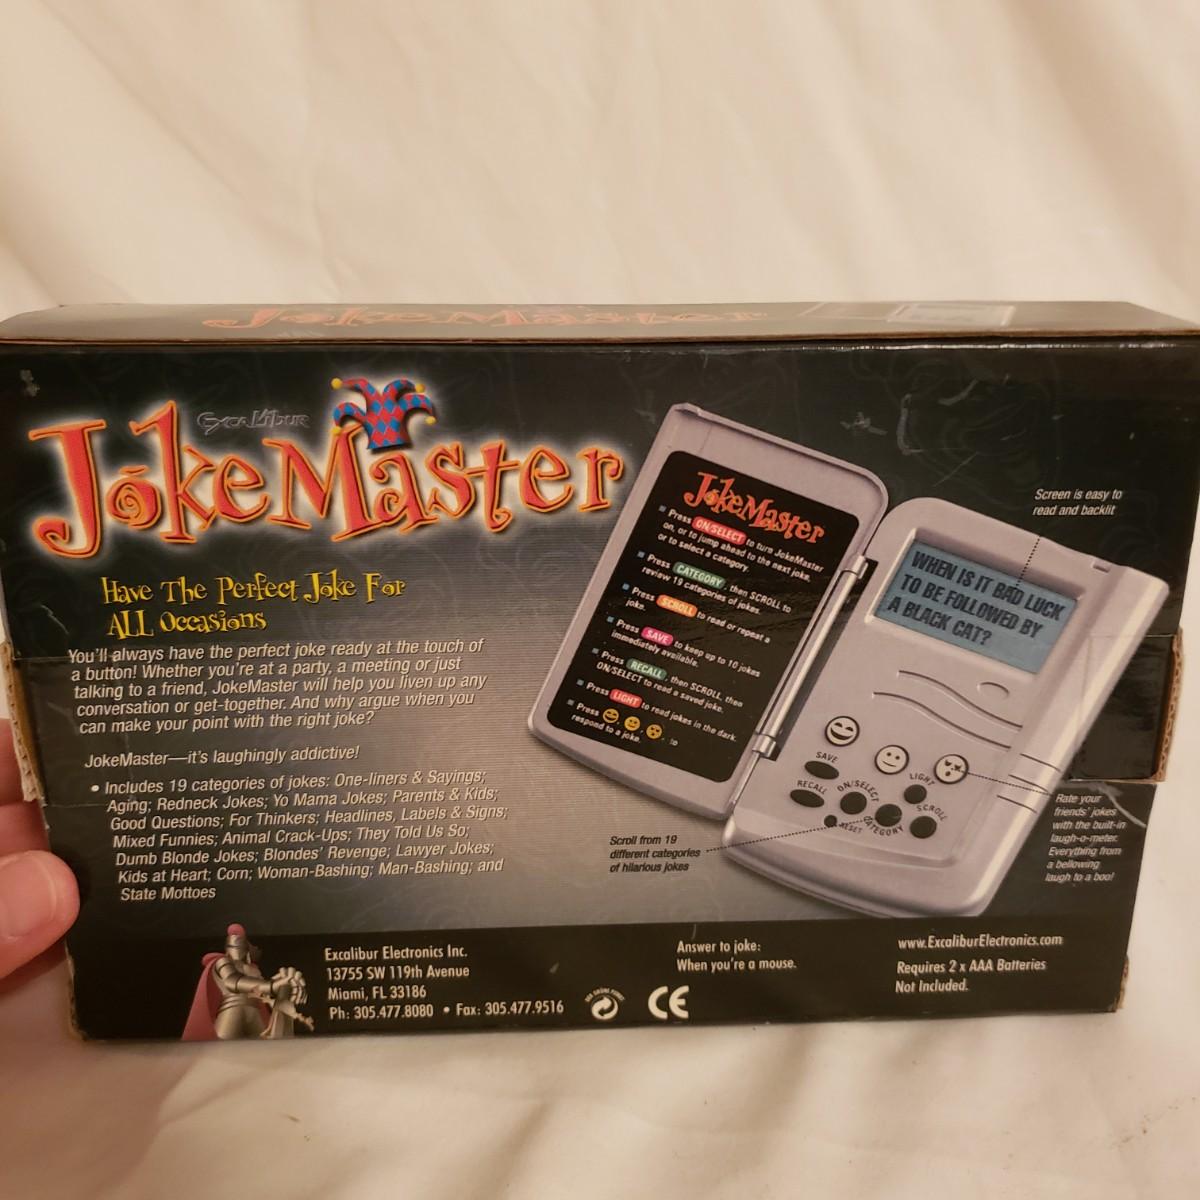 JokeMaster
Excalibur
JokeMaster
Have The Perfect Joke For
ALL Occasions
You'll always have the perfect joke ready at the touch of
a button! Whether you're at a party, a meeting or just
talking to a friend, JokeMaster will help you liven up any
conversation or get-together. And why argue when you
can make your point with the right joke?
JokeMaster—it's laughingly addictive!
• Includes 19 categories of jokes: One-liners & Sayings;
Aging; Redneck Jokes; Yo Mama Jokes; Parents & Kids;
Good Questions; For Thinkers; Headlines, Labels & Signs;
Mixed Funnies; Animal Crack-Ups; They Told Us So;
Dumb Blonde Jokes; Blondes' Revenge; Lawyer Jokes;
Kids at Heart; Corn; Woman-Bashing; Man-Bashing; and
State Mottoes
JokeMaster
Press ON/SELECT to turn JokeMaster
on, or to jump ahead to the next joke,
or to select a category.
Press CATEGORY, then SCROLL to
review 19 categories of jokes.
Press SCROLL to read or repeat a
joke.
Press SAVE to keep up to 10 jokes
immediately available.
Press RECALL, then SCROLL, then
ON/SELECT to read a saved joke.
Press LIGHT to read jokes in the dark.
Press 😄, 🙂, 😵, to
respond to a joke.
Screen is easy to
read and backlit
WHEN IS IT BAD LUCK
TO BE FOLLOWED BY
A BLACK CAT?
SAVE
RECALL
ON/SELECT
LIGHT
SCROLL
RESET
CATEGORY
Scroll from 19
different categories
of hilarious jokes
Rate your
friends' jokes
with the built-in
laugh-o-meter.
Everything from
a bellowing
laugh to a boo!
Excalibur Electronics Inc.
13755 SW 119th Avenue
Miami, FL 33186
Ph: 305.477.8080 • Fax: 305.477.9516
Answer to joke:
When you're a mouse.
CE
www.ExcaliburElectronics.com
Requires 2 x AAA Batteries
Not Included.